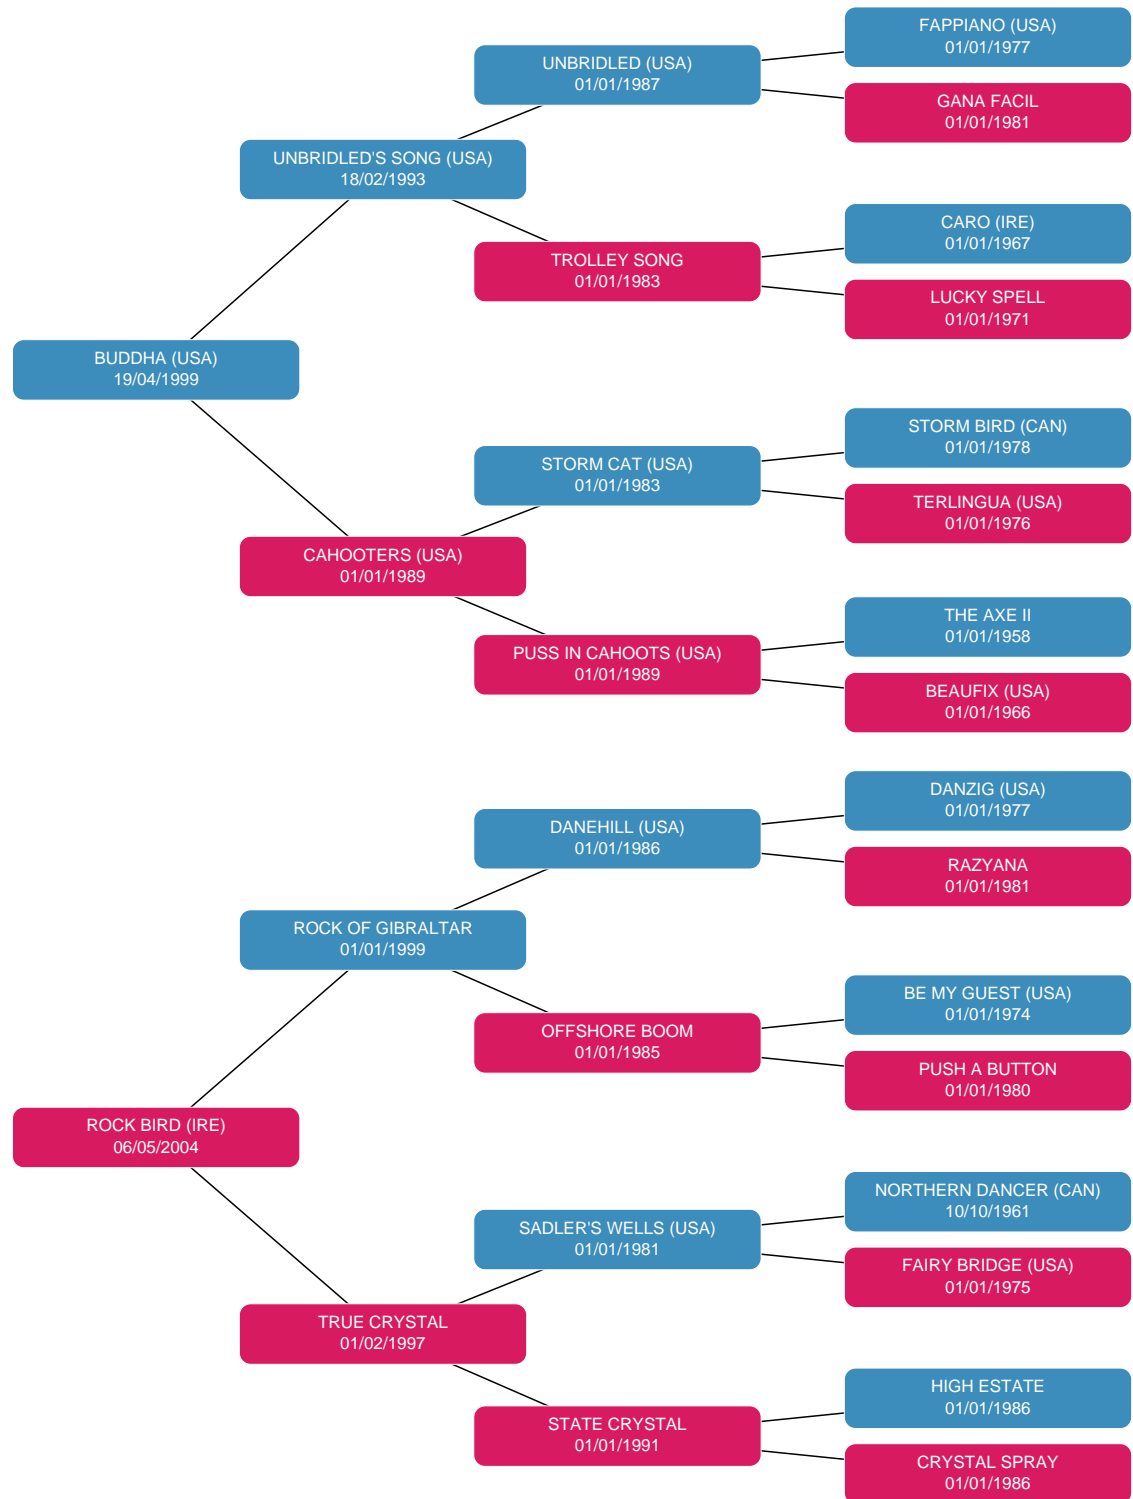 FAPPIANO (USA)
01/01/1977
UNBRIDLED (USA)
01/01/1987
GANA FACIL
01/01/1981
UNBRIDLED'S SONG (USA)
18/02/1993
CARO (IRE)
01/01/1967
TROLLEY SONG
01/01/1983
LUCKY SPELL
01/01/1971
BUDDHA (USA)
19/04/1999
STORM BIRD (CAN)
01/01/1978
STORM CAT (USA)
01/01/1983
TERLINGUA (USA)
01/01/1976
CAHOOTERS (USA)
01/01/1989
THE AXE II
01/01/1958
PUSS IN CAHOOTS (USA)
01/01/1989
BEAUFIX (USA)
01/01/1966
DANZIG (USA)
01/01/1977
DANEHILL (USA)
01/01/1986
RAZYANA
01/01/1981
ROCK OF GIBRALTAR
01/01/1999
BE MY GUEST (USA)
01/01/1974
OFFSHORE BOOM
01/01/1985
PUSH A BUTTON
01/01/1980
ROCK BIRD (IRE)
06/05/2004
NORTHERN DANCER (CAN)
10/10/1961
SADLER'S WELLS (USA)
01/01/1981
FAIRY BRIDGE (USA)
01/01/1975
TRUE CRYSTAL
01/02/1997
HIGH ESTATE
01/01/1986
STATE CRYSTAL
01/01/1991
CRYSTAL SPRAY
01/01/1986